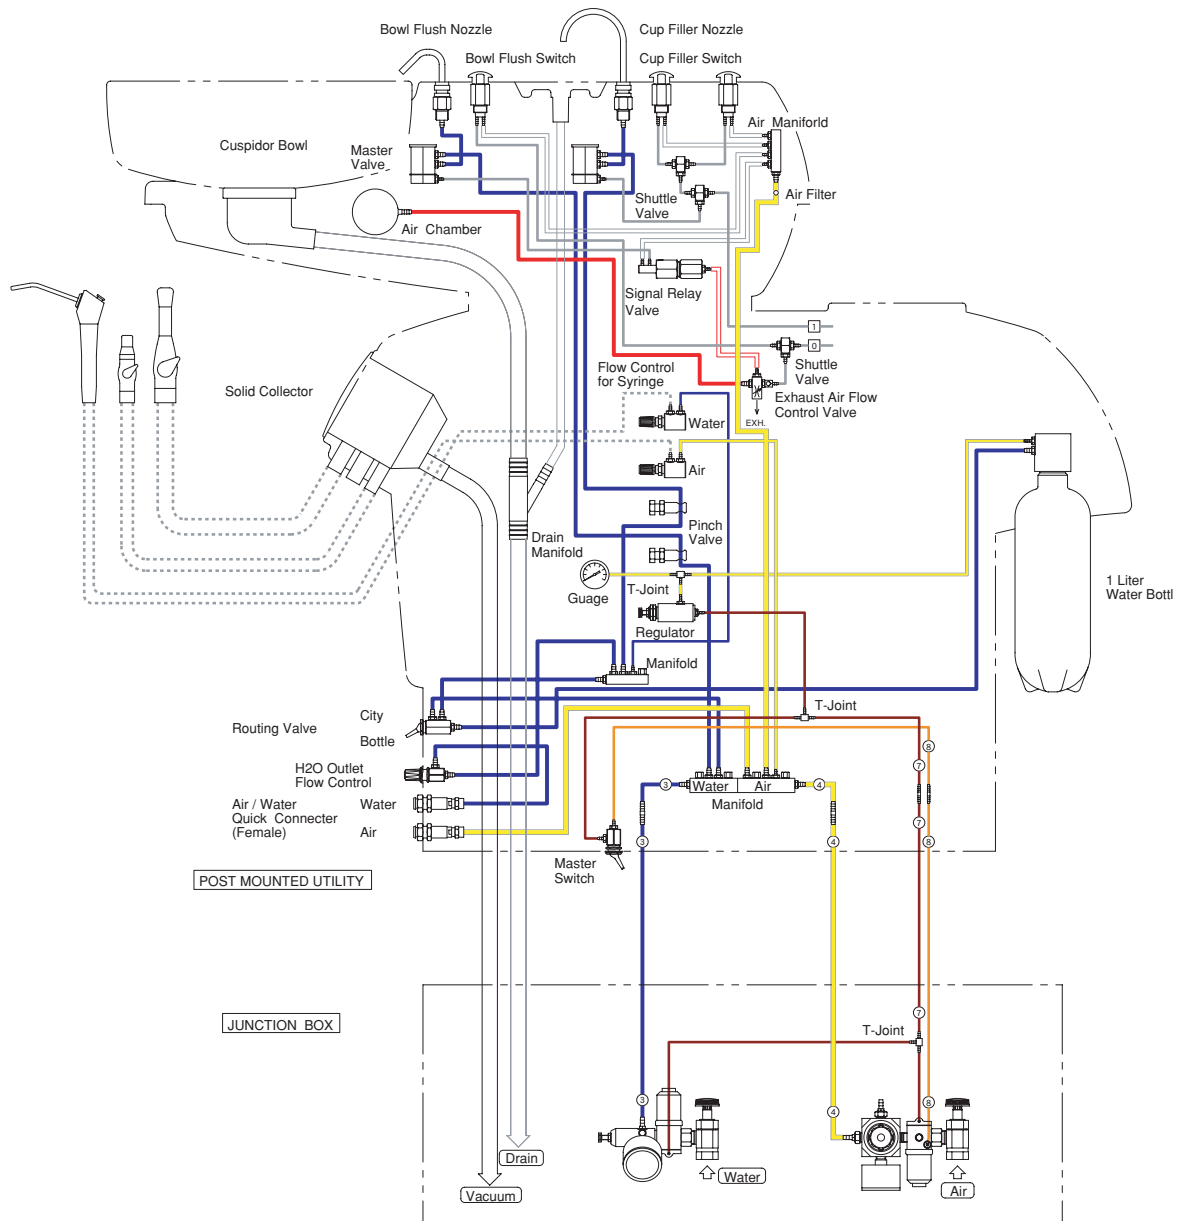 Bowl Flush Nozzle
Cup Filler Nozzle
Bowl Flush Switch
Cup Filler Switch
Air Maniforld
Cuspidor Bowl
Master
Valve
Air Filter
Shuttle
Valve
Air Chamber
Signal Relay
Valve
1
0
Shuttle
Valve
Flow Control
for Syringe
Exhaust Air Flow
Control Valve
EXH.
Solid Collector
Water
Air
Pinch
Valve
Drain
Manifold
T-Joint
Guage
1 Liter
Water Bottl
Regulator
Manifold
T-Joint
City
Routing Valve
Bottle
8
7
H2O Outlet
Flow Control
3
Water
Air
4
Manifold
Air / Water
Quick Connecter
(Female)
Water
Air
7
3
4
8
Master
Switch
POST MOUNTED UTILITY
JUNCTION BOX
7
T-Joint
3
8
4
Drain
Water
Vacuum
Air